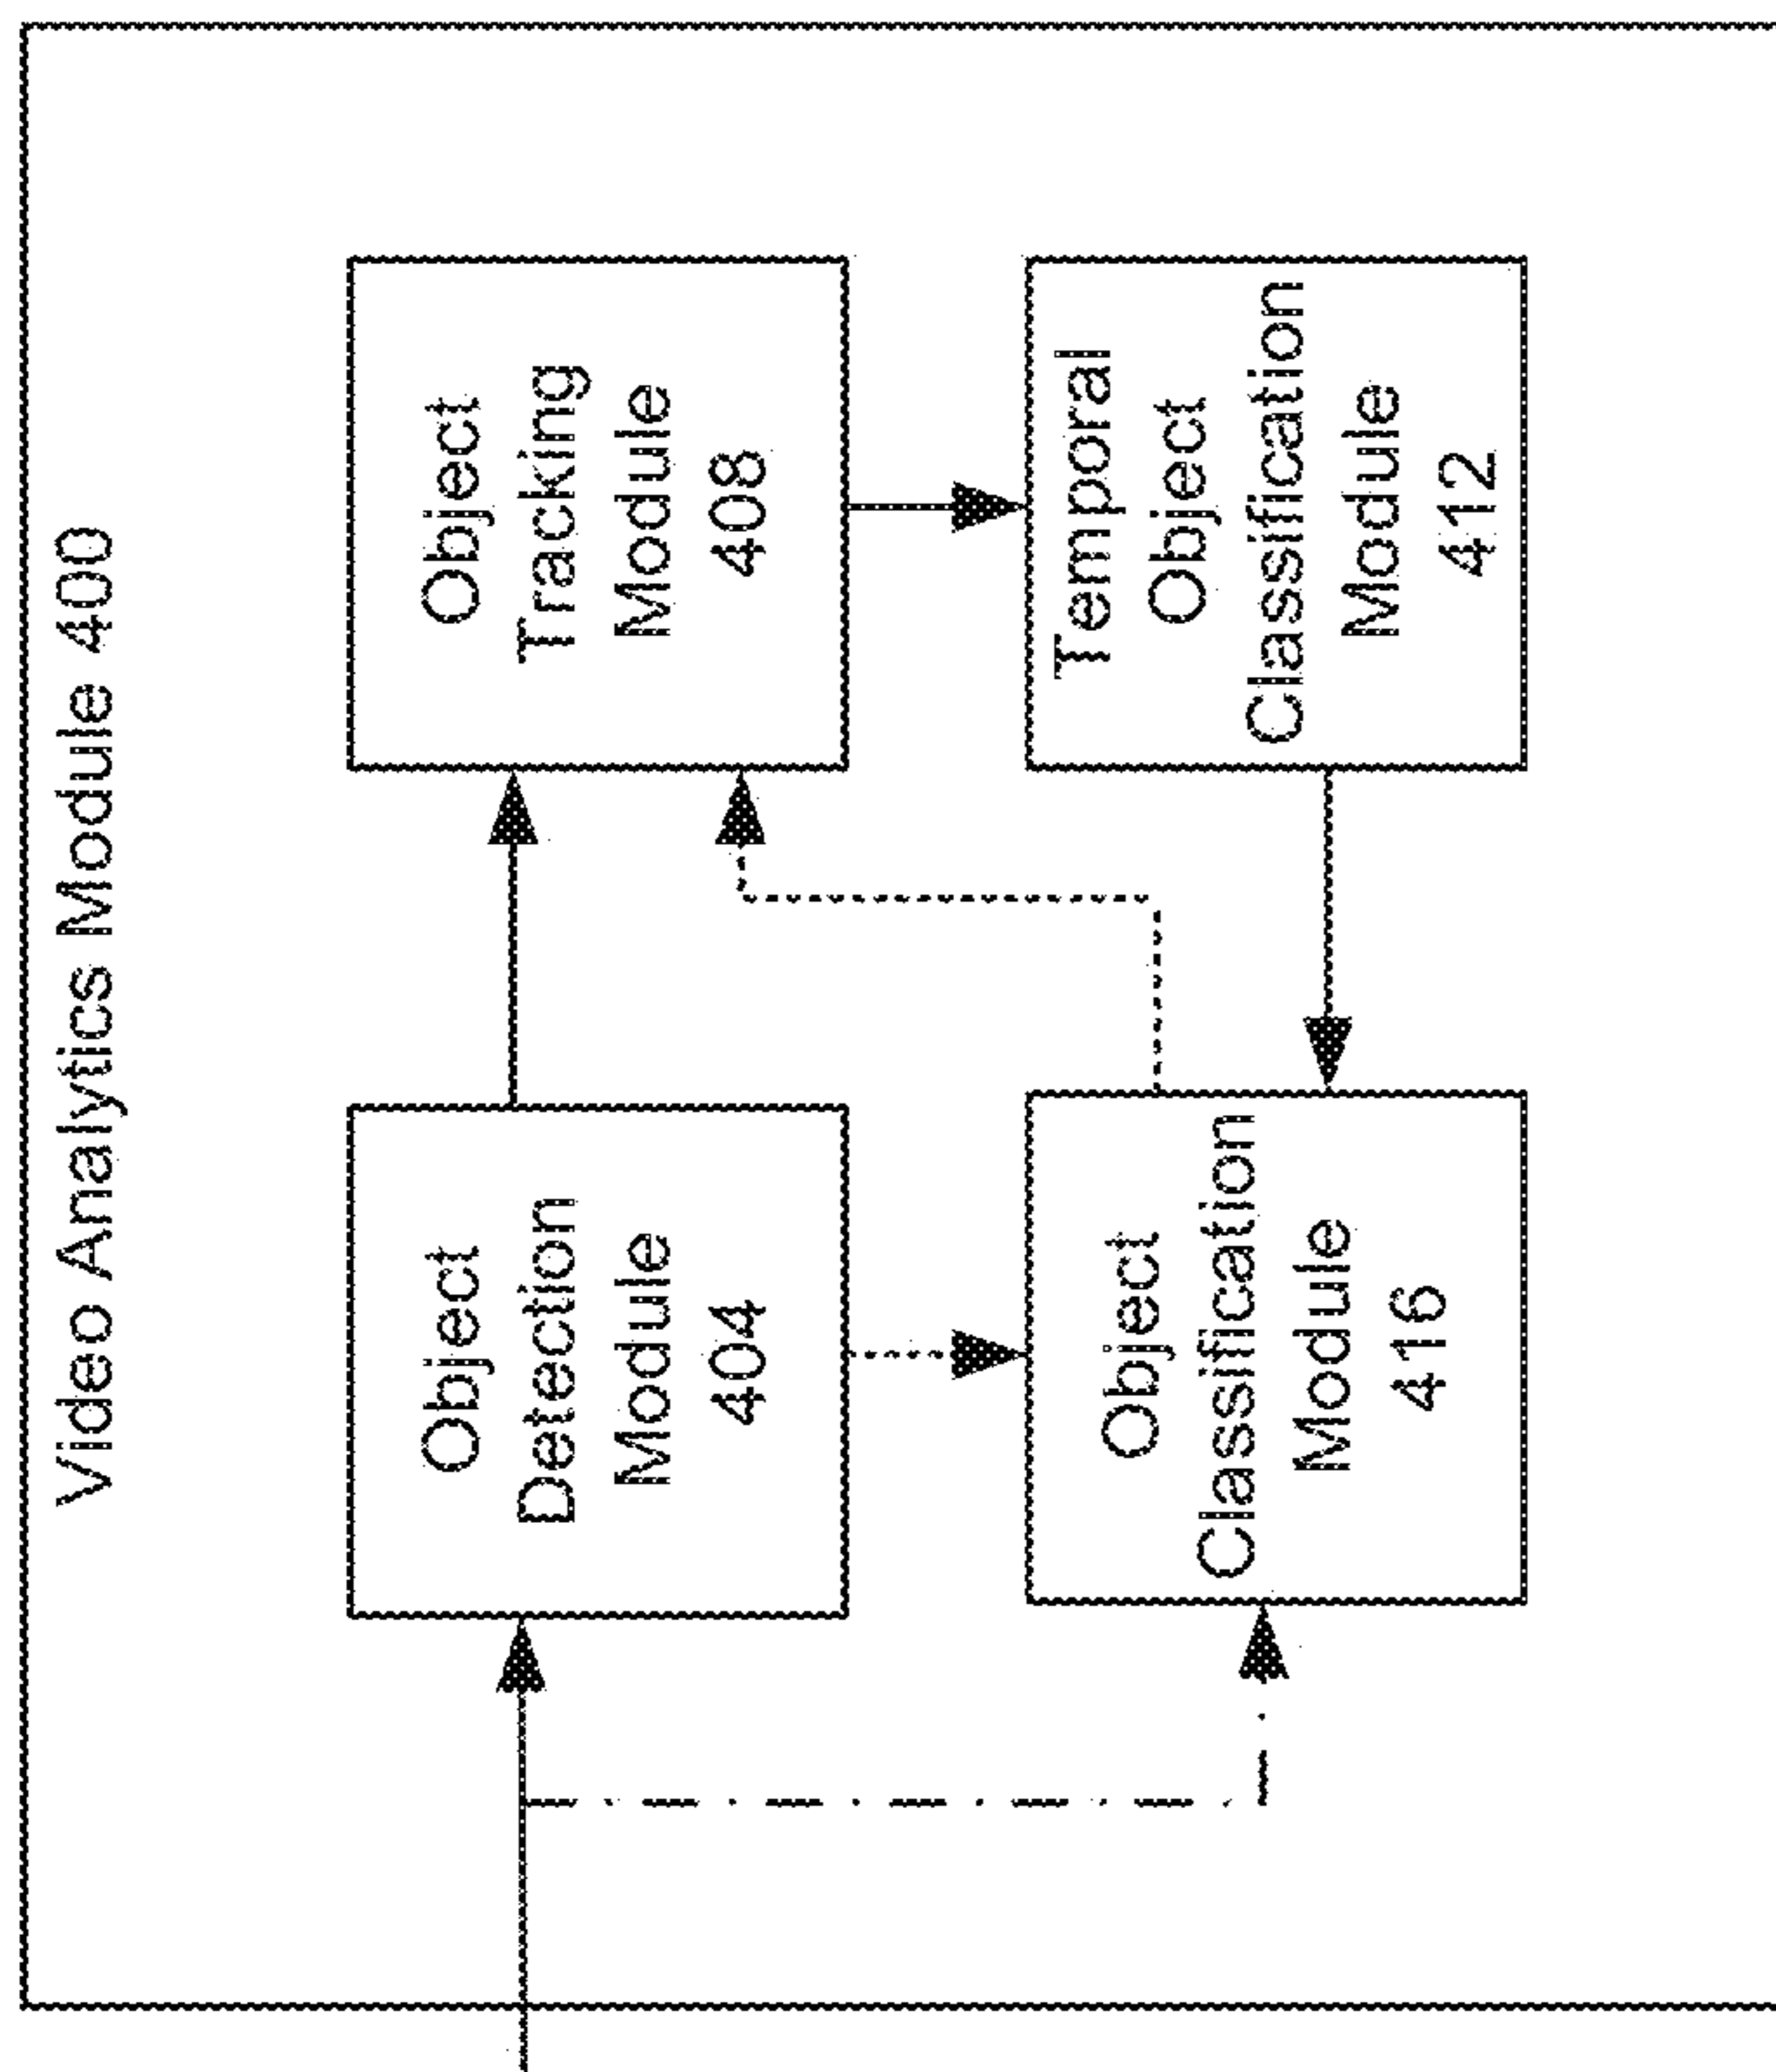 Video Analytics Module 400
Object
Detection
Module
404
Object
Tracking
Module
408
Object
Classification
Module
416
Temporal
Object
Classification
Module
412